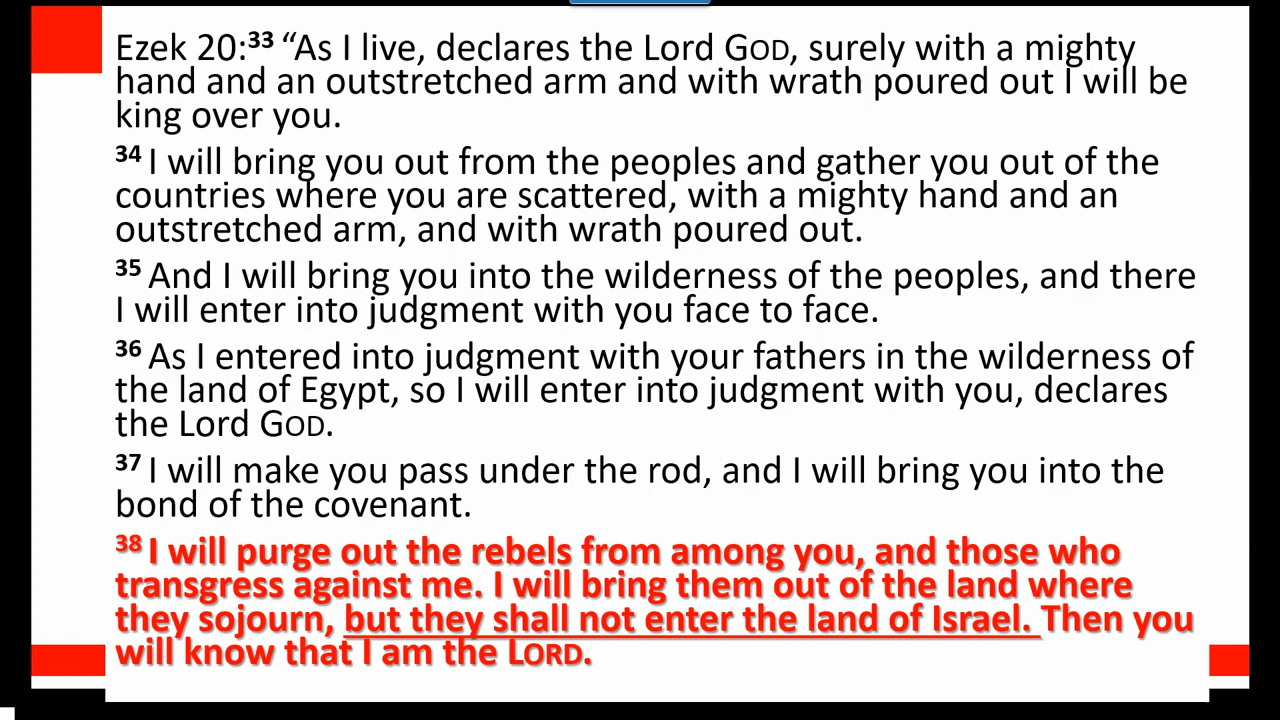 Ezek 20:33 “As I live, declares the Lord GOD, surely with a mighty
hand and an outstretched arm and with wrath poured out I will be
king over you.
34 I will bring you out from the peoples and gather you out of the
countries where you are scattered, with a mighty hand and an
outstretched arm, and with wrath poured out.
35 And I will bring you into the wilderness of the peoples, and there
I will enter into judgment with you face to face.
36 As I entered into judgment with your fathers in the wilderness of
the land of Egypt, so I will enter into judgment with you, declares
the Lord GOD.
37 I will make you pass under the rod, and I will bring you into the
bond of the covenant.
38 I will purge out the rebels from among you, and those who
transgress against me. I will bring them out of the land where
they sojourn, but they shall not enter the land of Israel. Then you
will know that I am the LORD.